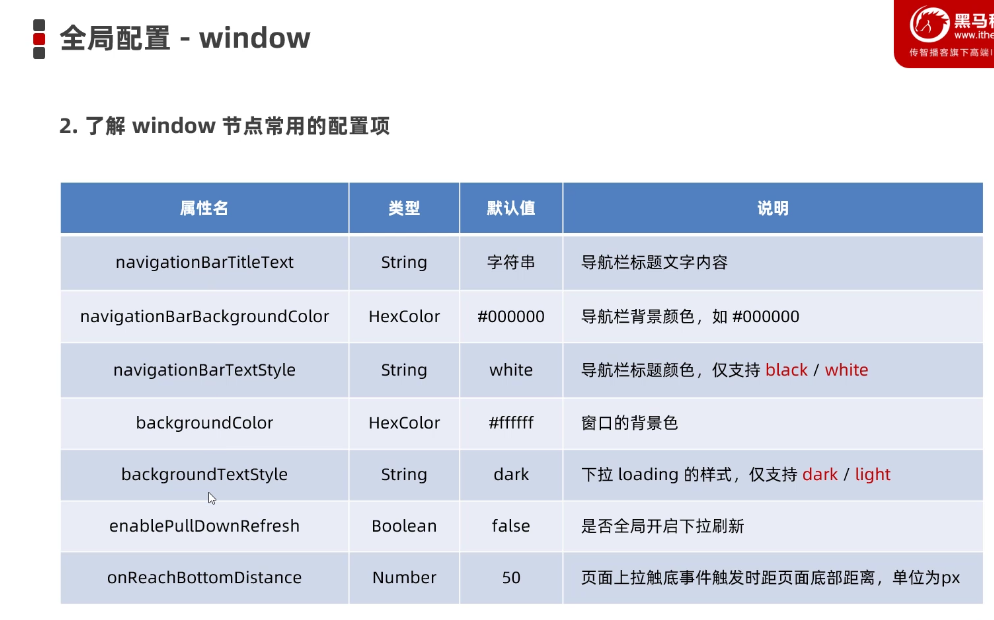 全局配置 - window
黑马
www.ithe
传智播客旗下高端
2. 了解 window 节点常用的配置项
属性名 类型 默认值 说明
navigationBarTitleText String 字符串 导航栏标题文字内容
navigationBarBackgroundColor HexColor #000000 导航栏背景颜色，如 #000000
navigationBarTextStyle String white 导航栏标题颜色，仅支持 black / white
backgroundColor HexColor #ffffff 窗口的背景色
backgroundTextStyle String dark 下拉 loading 的样式，仅支持 dark / light
enablePullDownRefresh Boolean false 是否全局开启下拉刷新
onReachBottomDistance Number 50 页面上拉触底事件触发时距页面底部距离，单位为px